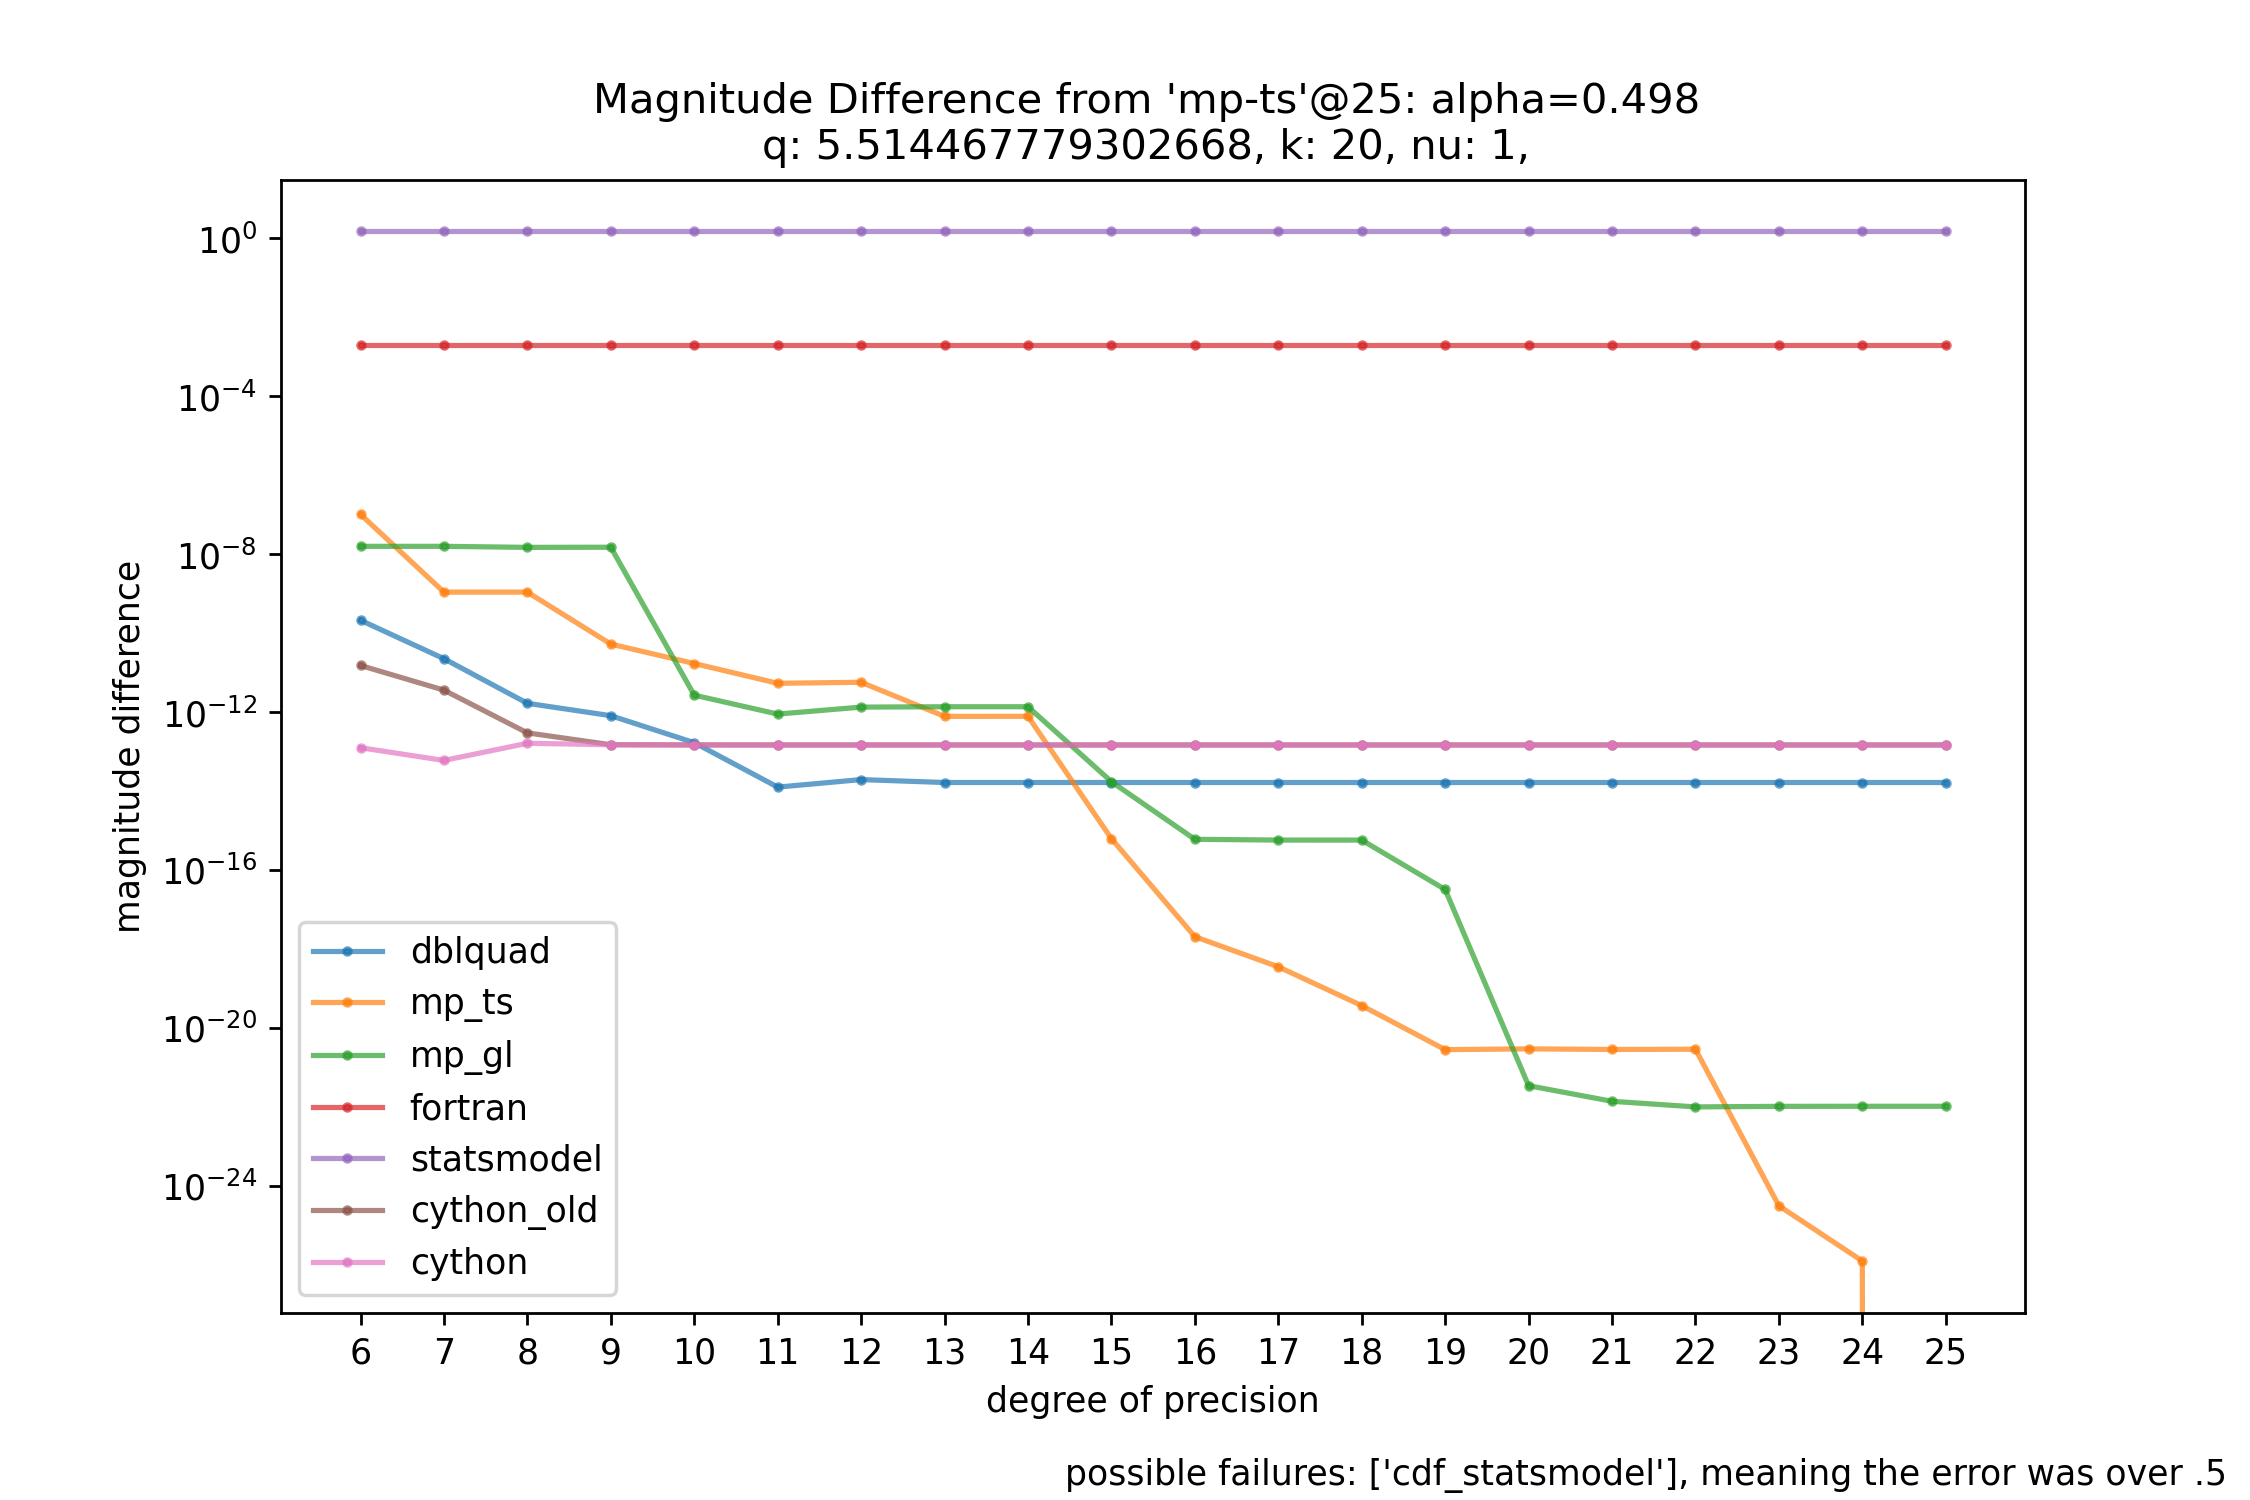 Magnitude Difference from 'mp-ts'@25: alpha=0.498
q: 5.514467779302668, k: 20, nu: 1,
magnitude difference
10^0
10^-4
10^-8
10^-12
10^-16
10^-20
10^-24
dblquad
mp_ts
mp_gl
fortran
statsmodel
cython_old
cython
6 7 8 9 10 11 12 13 14 15 16 17 18 19 20 21 22 23 24 25
degree of precision
possible failures: ['cdf_statsmodel'], meaning the error was over .5